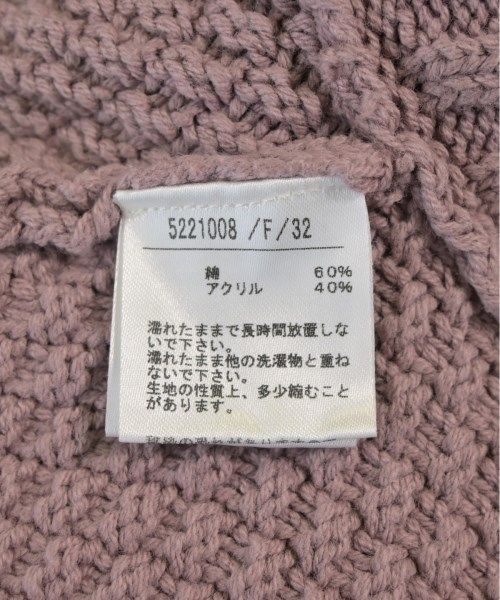 5221008 /F/32
綿 60%
アクリル 40%
濡れたままで長時間放置しな
いで下さい。
濡れたまま他の洗濯物と重ね
ないで下さい。
生地の性質上、多少縮むこと
があります。